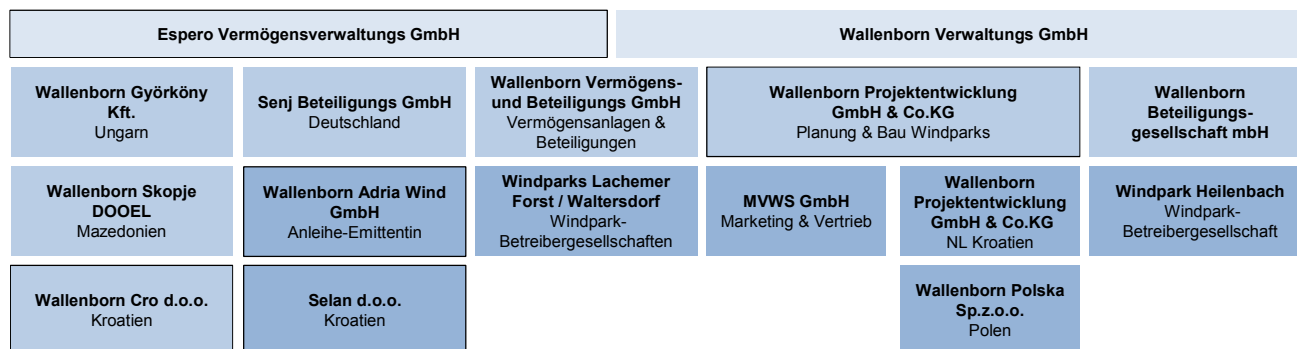 Espero Vermögensverwaltungs GmbH
Wallenborn Verwaltungs GmbH
Wallenborn Györköny
Kft.
Ungarn
Senj Beteiligungs GmbH
Deutschland
Wallenborn Vermögens-
und Beteiligungs GmbH
Vermögensanlagen &
Beteiligungen
Wallenborn Projektentwicklung
GmbH & Co.KG
Planung & Bau Windparks
Wallenborn
Beteiligungs-
gesellschaft mbH
Wallenborn Skopje
DOOEL
Mazedonien
Wallenborn Adria Wind
GmbH
Anleihe-Emittentin
Windparks Lachemer
Forst / Waltersdorf
Windpark-
Betreibergesellschaften
MVWS GmbH
Marketing & Vertrieb
Wallenborn
Projektentwicklung
GmbH & Co.KG
NL Kroatien
Windpark Heilenbach
Windpark-
Betreibergesellschaft
Wallenborn Cro d.o.o.
Kroatien
Selan d.o.o.
Kroatien
Wallenborn Polska
Sp.z.o.o.
Polen